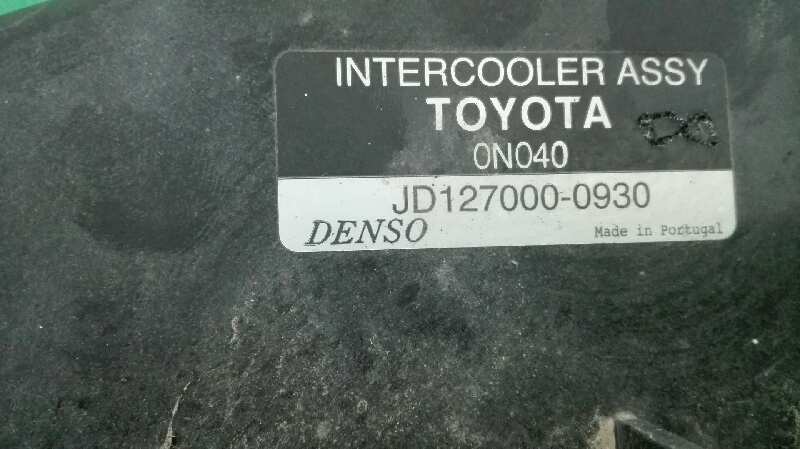 INTERCOOLER ASSY
TOYOTA
0N040
JD127000-0930
DENSO Made in Portugal